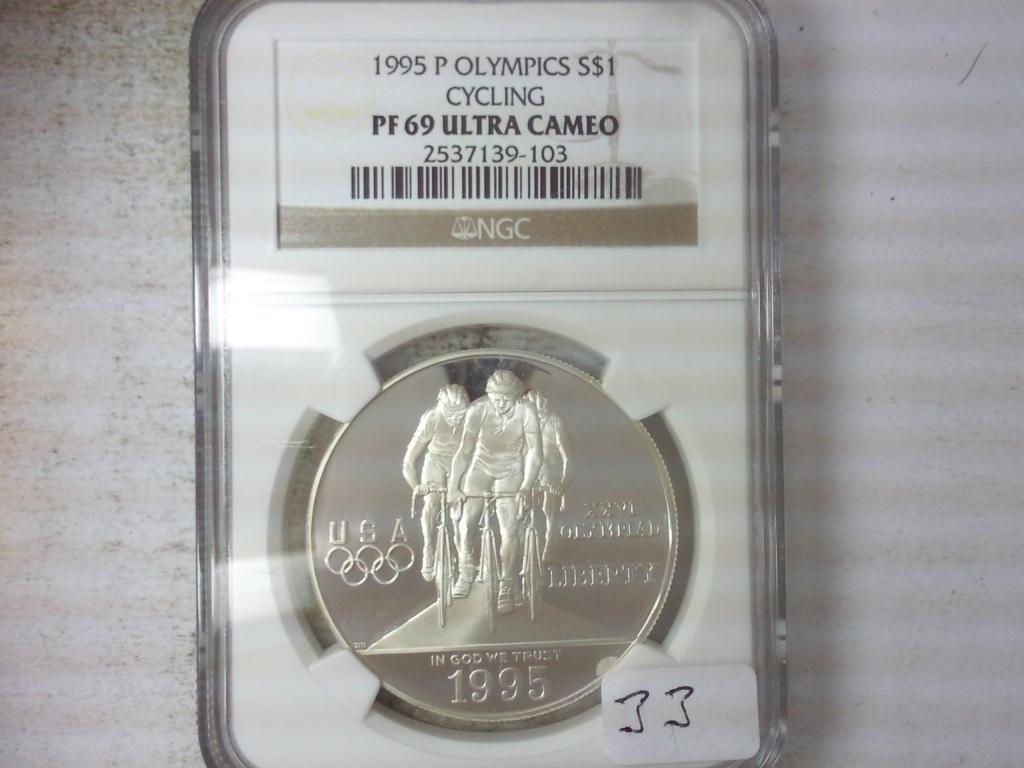 1995 P OLYMPICS S$1
CYCLING
PF 69 ULTRA CAMEO
2537139-103
NGC
USA
XXVI
OLYMPIAD
LIBERTY
IN GOD WE TRUST
1995
33